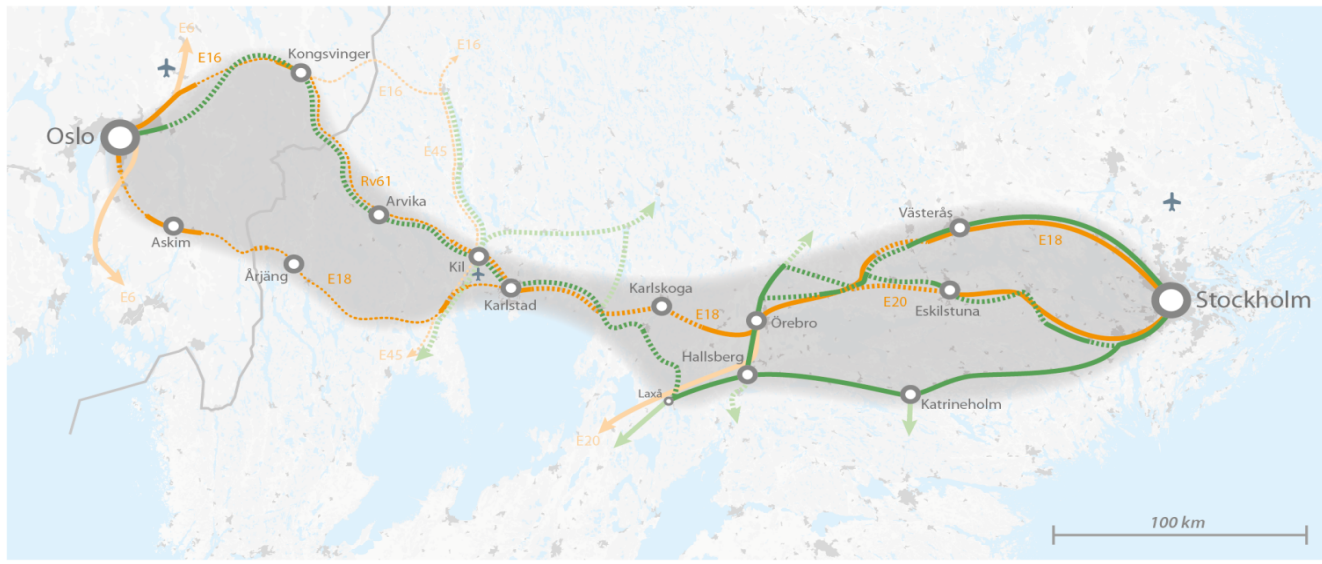 E6
E16
Kongsvinger
E16
E16
Oslo
E45
Rv61
Arvika
Västerås
E18
Askim
Årjäng
E18
Kil
Karlstad
Karlskoga
E18
Örebro
E20
Eskilstuna
Stockholm
E6
E45
Hallsberg
Laxå
Katrineholm
E20
100 km